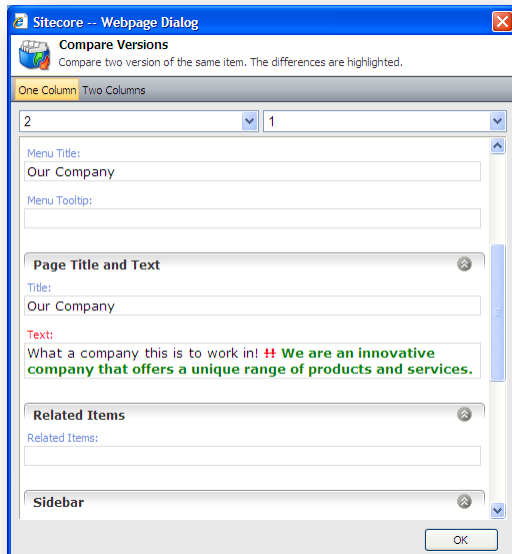 Sitecore -- Webpage Dialog
Compare Versions
Compare two version of the same item. The differences are highlighted.
One Column Two Columns
2 1
Menu Title:
Our Company
Menu Tooltip:
Page Title and Text
Title:
Our Company
Text:
What a company this is to work in! !! We are an innovative
company that offers a unique range of products and services.
Related Items
Related Items:
Sidebar
OK